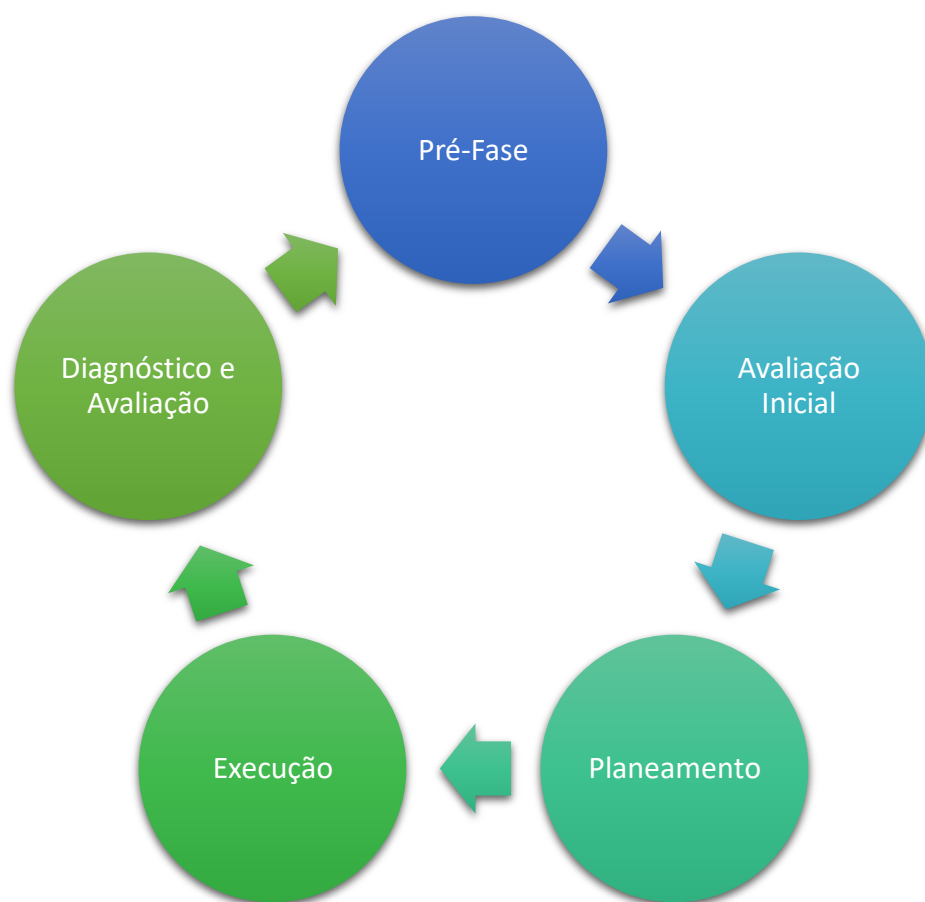 Pré-Fase
Avaliação
Inicial
Planeamento
Execução
Diagnóstico e
Avaliação